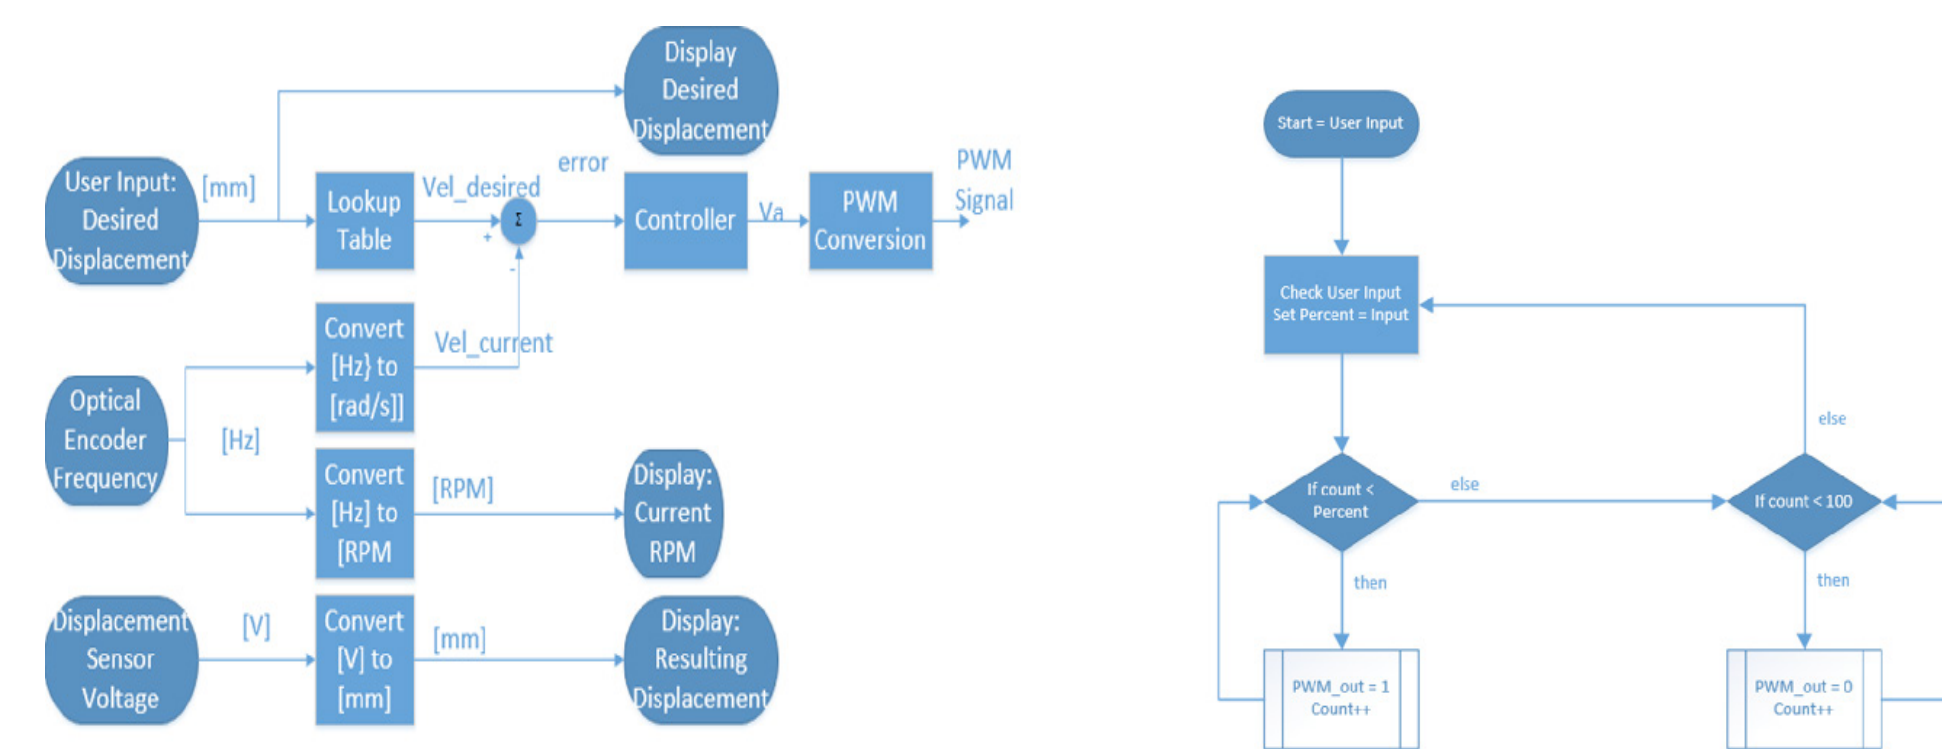 Display
Desired
Displacement
User Input:
Desired
Displacement
[mm]
Lookup
Table
Vel_desired
+
-
Σ
error
Controller
Va
PWM
Conversion
PWM
Signal
Optical
Encoder
Frequency
[Hz]
Convert
[Hz} to
[rad/s]]
Vel_current
Convert
[Hz] to
[RPM
[RPM]
Display:
Current
RPM
Displacement
Sensor
Voltage
[V]
Convert
[V] to
[mm]
[mm]
Display:
Resulting
Displacement
Start = User Input
Check User Input
Set Percent = Input
If count <
Percent
else
then
PWM_out = 1
Count++
If count < 100
else
then
PWM_out = 0
Count++